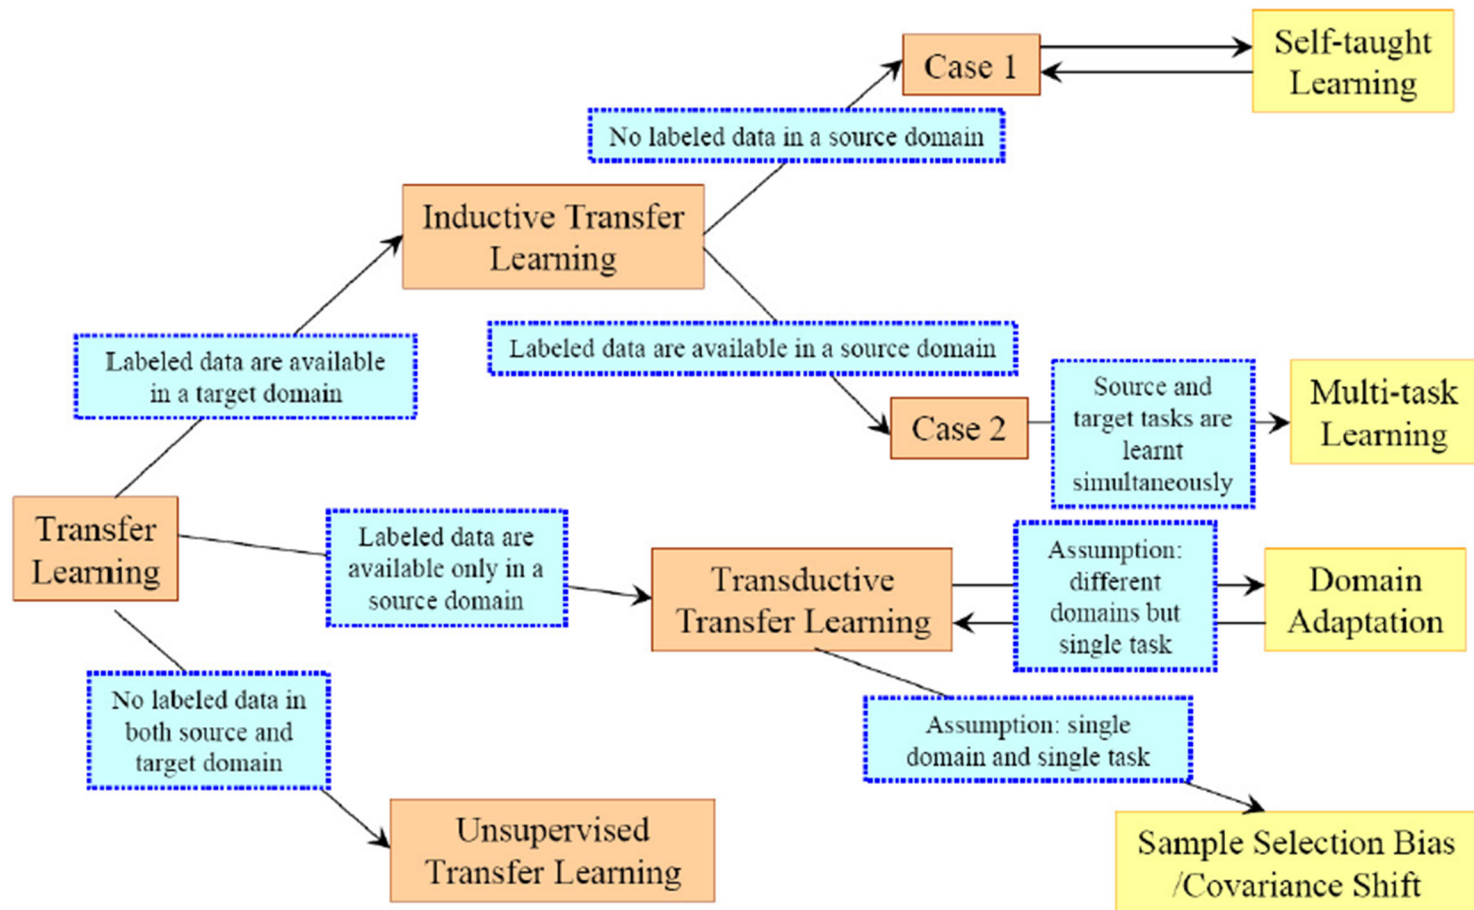 Self-taught
Learning
Case 1
No labeled data in a source domain
Inductive Transfer
Learning
Labeled data are available in a source domain
Labeled data are available
in a target domain
Case 2
Source and
target tasks are
learnt
simultaneously
Multi-task
Learning
Transfer
Learning
Labeled data are
available only in a
source domain
Transductive
Transfer Learning
Assumption:
different
domains but
single task
Domain
Adaptation
No labeled data in
both source and
target domain
Assumption: single
domain and single task
Unsupervised
Transfer Learning
Sample Selection Bias
/Covariance Shift